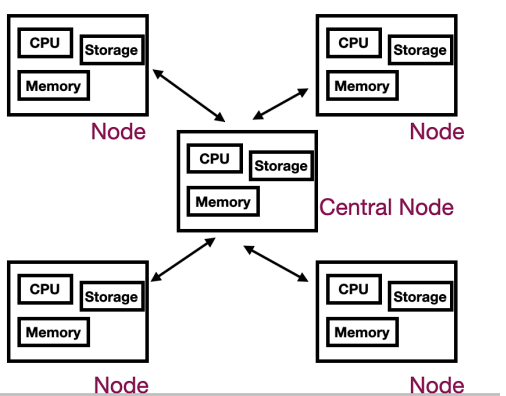 CPU
Storage
Memory
Node
CPU
Storage
Memory
Node
CPU
Storage
Memory
Central Node
CPU
Storage
Memory
Node
CPU
Storage
Memory
Node